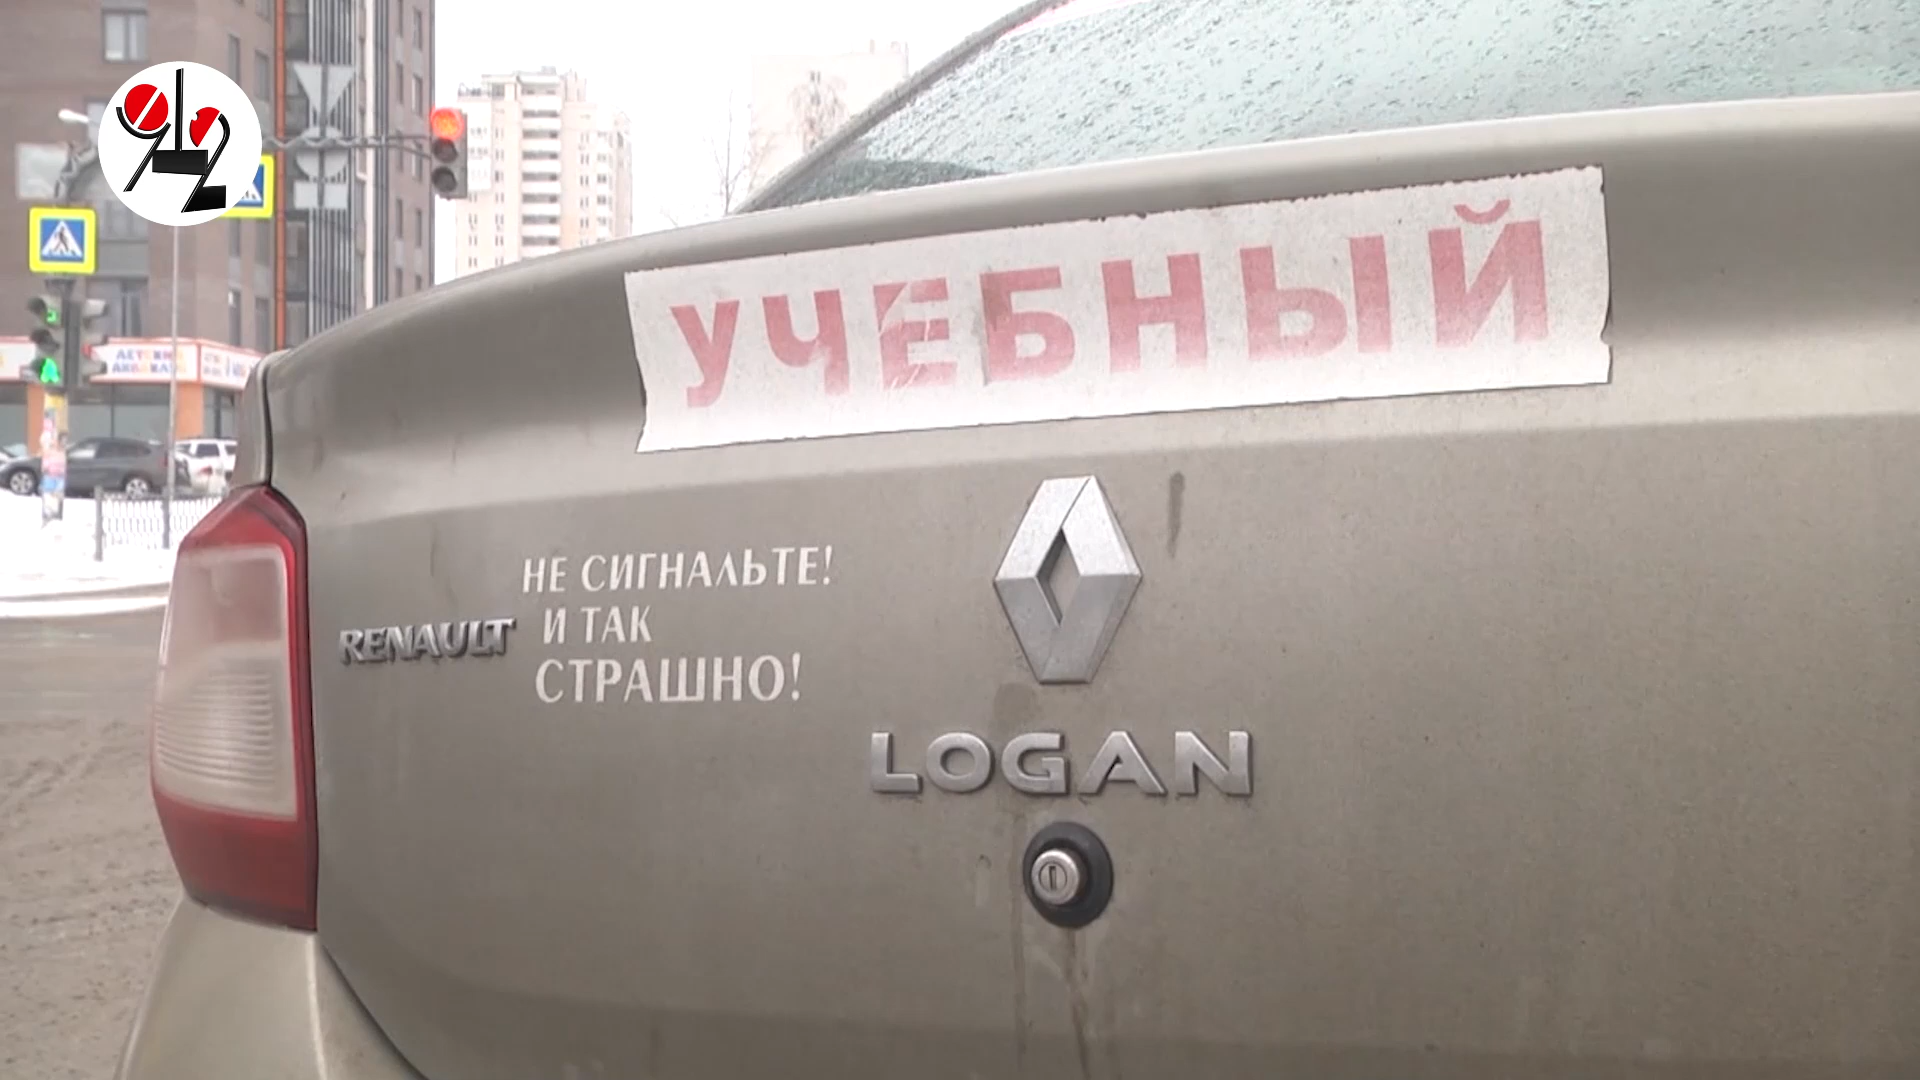 УЧЕБНЫЙ
НЕ СИГНАЛЬТЕ!
И ТАК
СТРАШНО!
RENAULT
LOGAN